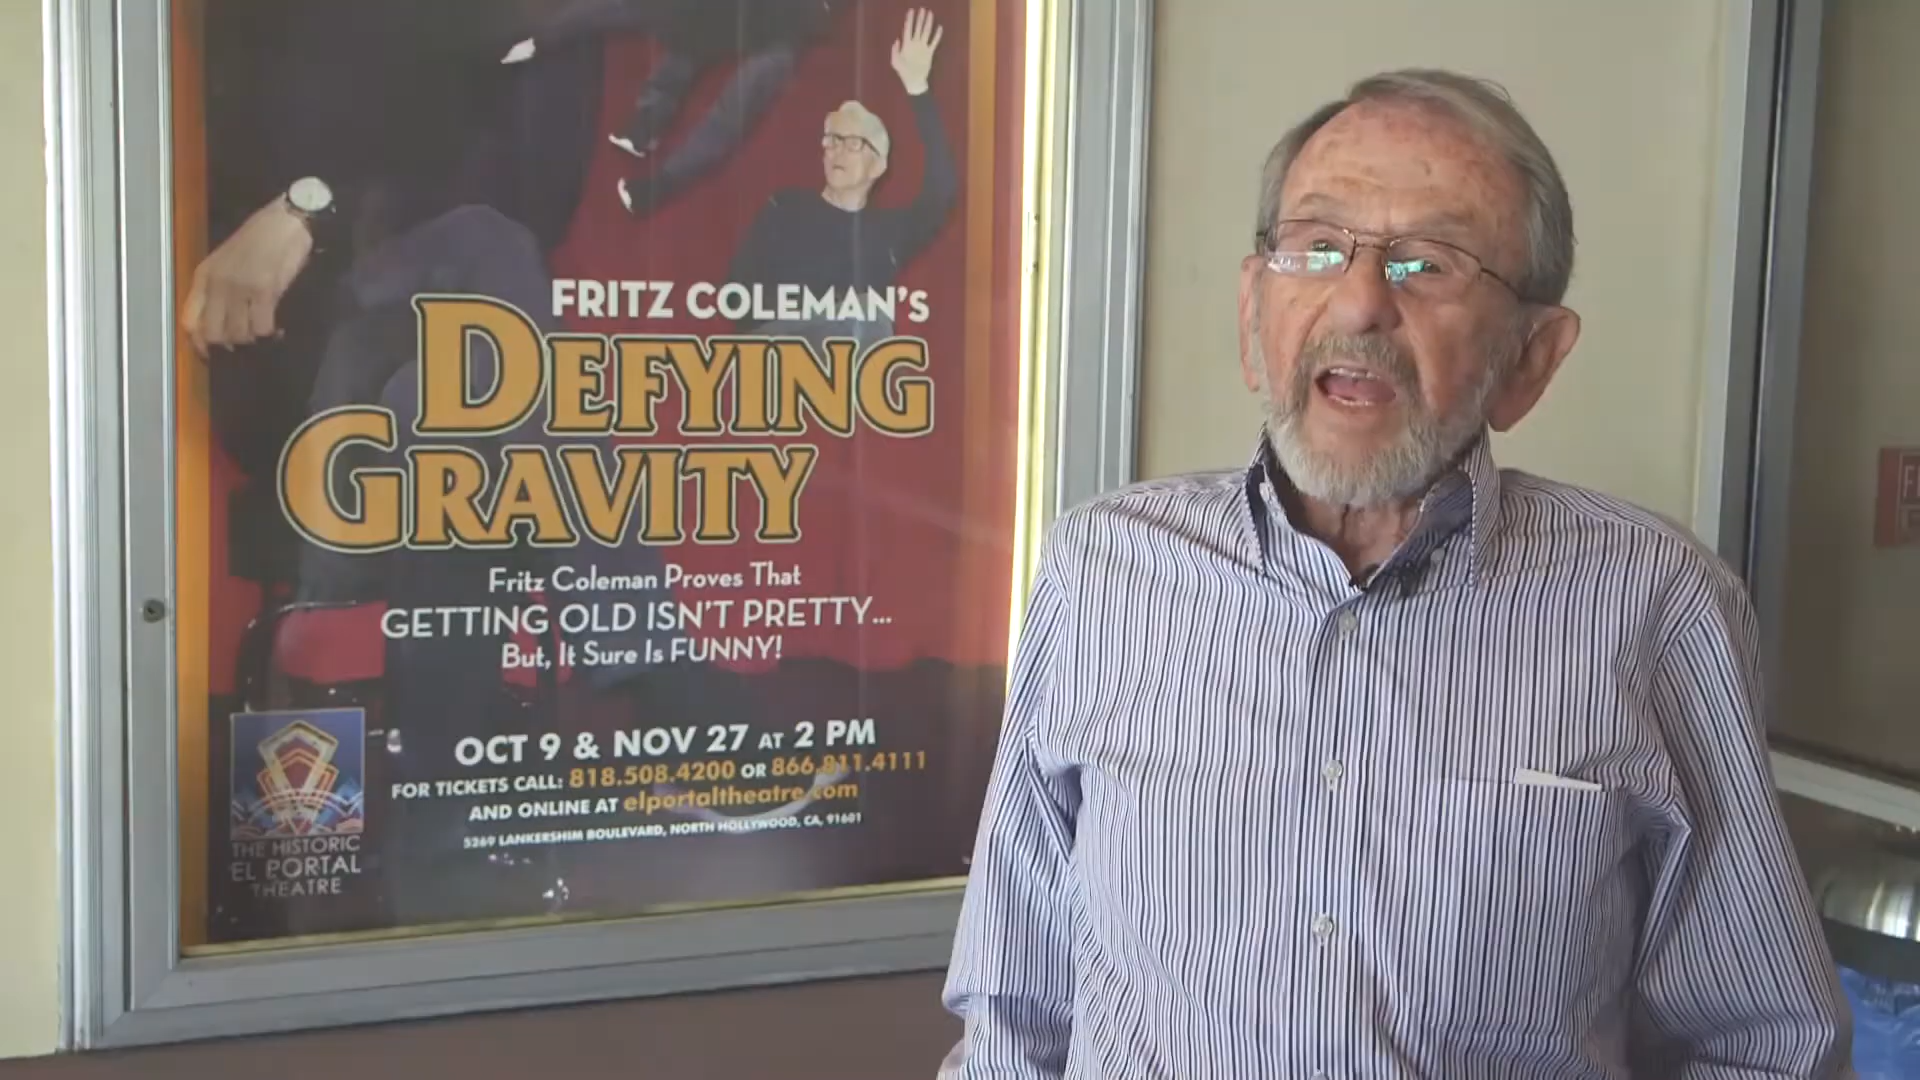 FRITZ COLEMAN'S
DEFYING
GRAVITY
Fritz Coleman Proves That
GETTING OLD ISN'T PRETTY...
But, It Sure Is FUNNY!
OCT 9 & NOV 27 AT 2 PM
FOR TICKETS CALL: 818.508.4200 OR 866.811.4111
AND ONLINE AT elportaltheatre.com
5269 LANKERSHIM BOULEVARD, NORTH HOLLYWOOD, CA, 91601
THE HISTORIC
EL PORTAL
THEATRE